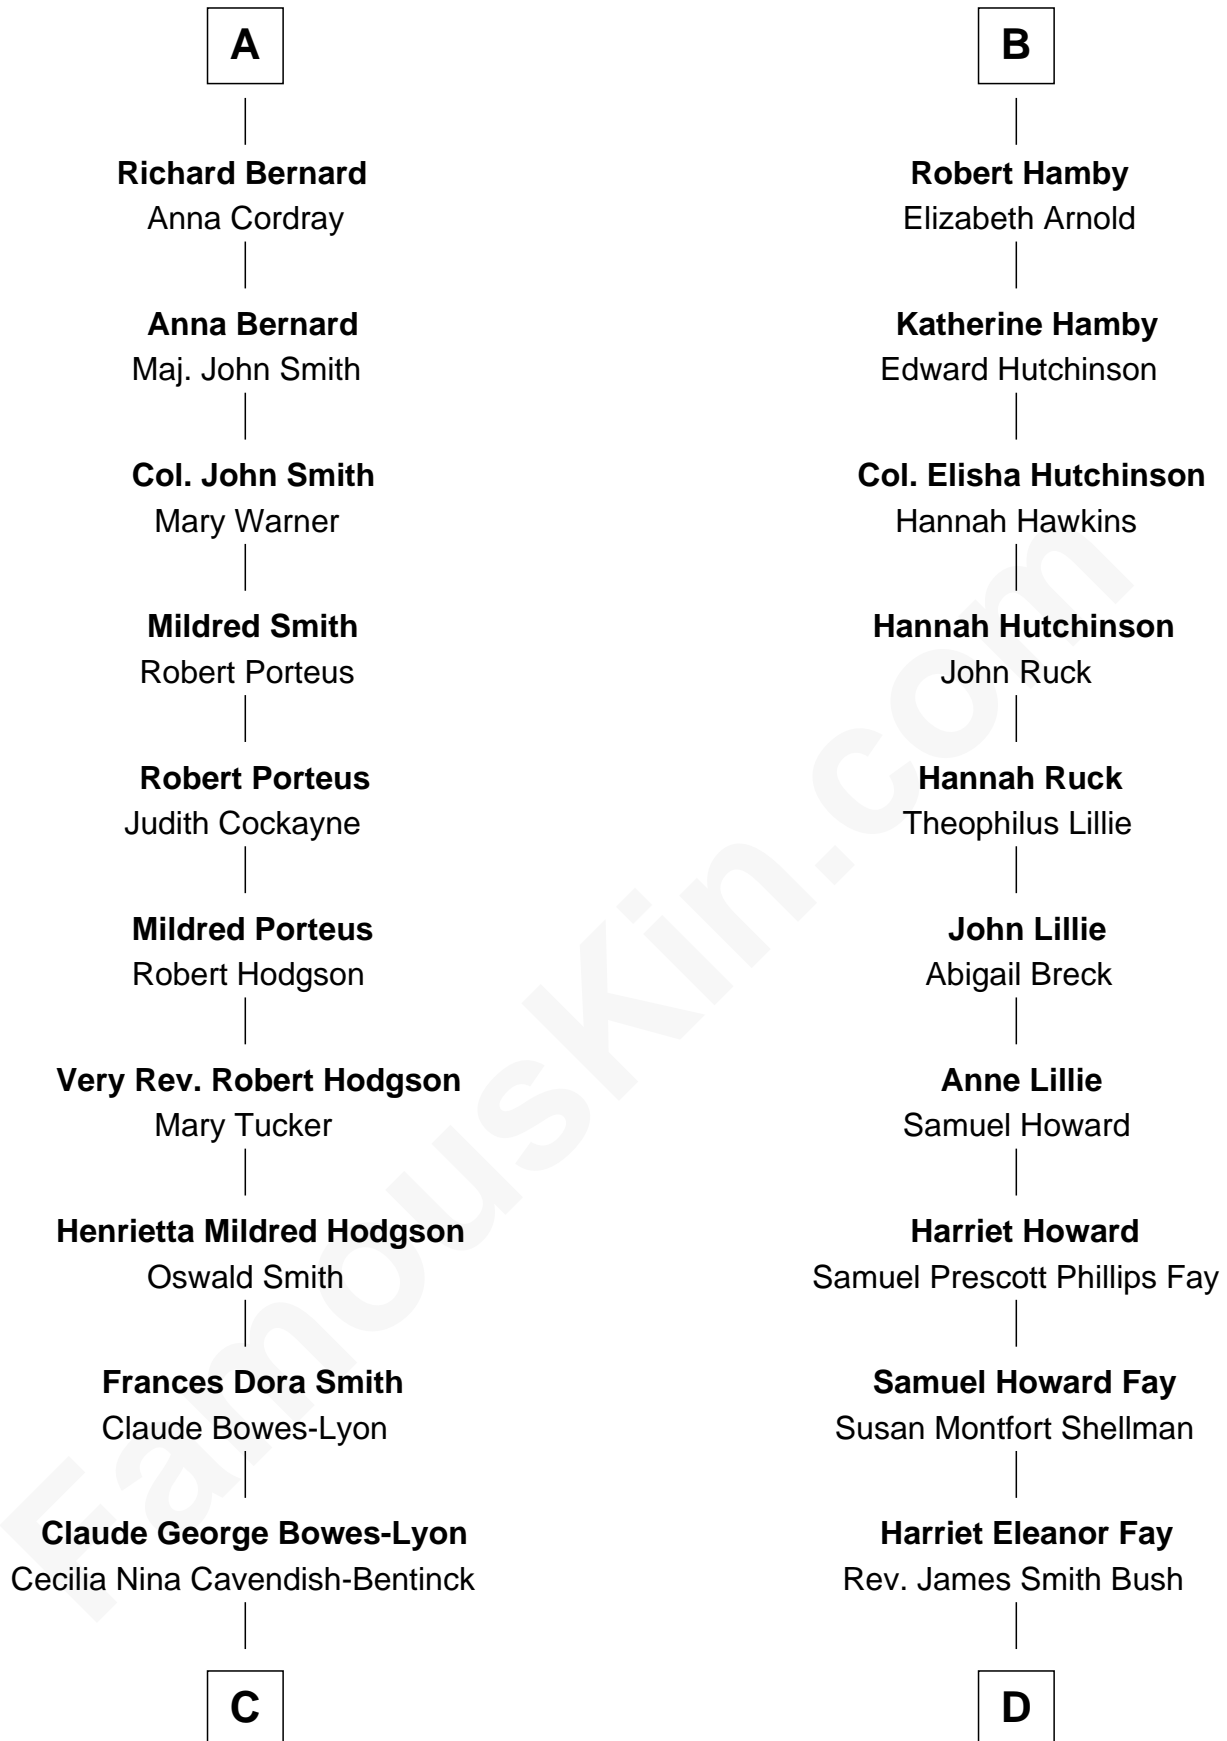 A
Richard Bernard
Anna Cordray
Anna Bernard
Maj. John Smith
Col. John Smith
Mary Warner
Mildred Smith
Robert Porteus
Robert Porteus
Judith Cockayne
Mildred Porteus
Robert Hodgson
Very Rev. Robert Hodgson
Mary Tucker
Henrietta Mildred Hodgson
Oswald Smith
Frances Dora Smith
Claude Bowes-Lyon
Claude George Bowes-Lyon
Cecilia Nina Cavendish-Bentinck
C
B
Robert Hamby
Elizabeth Arnold
Katherine Hamby
Edward Hutchinson
Col. Elisha Hutchinson
Hannah Hawkins
Hannah Hutchinson
John Ruck
Hannah Ruck
Theophilus Lillie
John Lillie
Abigail Breck
Anne Lillie
Samuel Howard
Harriet Howard
Samuel Prescott Phillips Fay
Samuel Howard Fay
Susan Montfort Shellman
Harriet Eleanor Fay
Rev. James Smith Bush
D
FamousKin.com